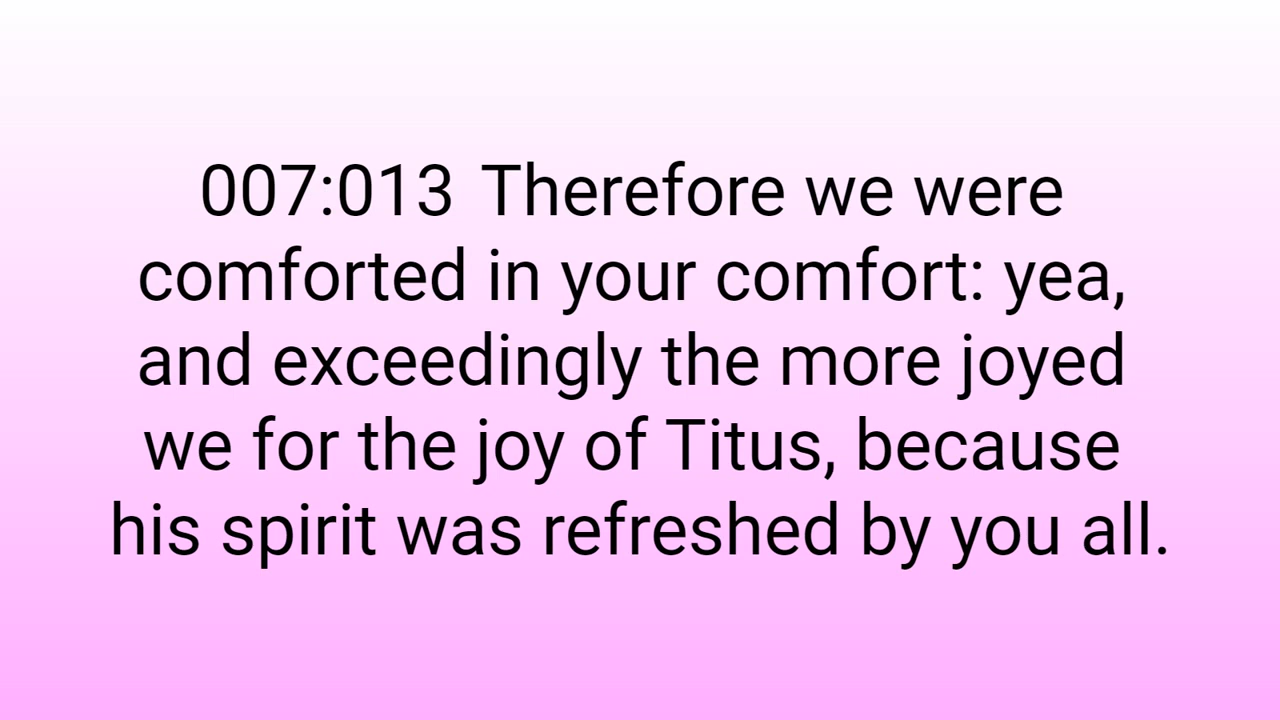 007:013 Therefore we were
comforted in your comfort: yea,
and exceedingly the more joyed
we for the joy of Titus, because
his spirit was refreshed by you all.